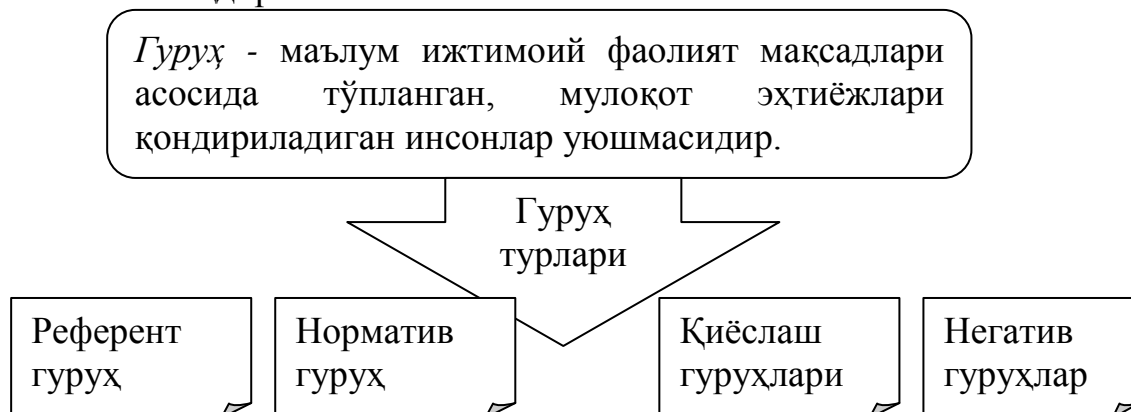 Гуруҳ - маълум ижтимоий фаолият мақсадлари
асосида тўпланган, мулоқот эҳтиёжлари
қондириладиган инсонлар уюшмасидир.
Гуруҳ
турлари
Референт
гуруҳ
Норматив
гуруҳ
Қиёслаш
гуруҳлари
Негатив
гуруҳлар